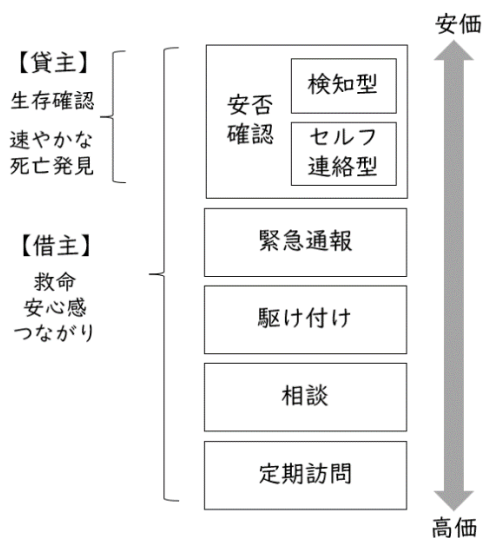 【貸主】
生存確認
速やかな
死亡発見
【借主】
救命
安心感
つながり
安否
確認
検知型
セルフ
連絡型
緊急通報
駆け付け
相談
定期訪問
安価
高価